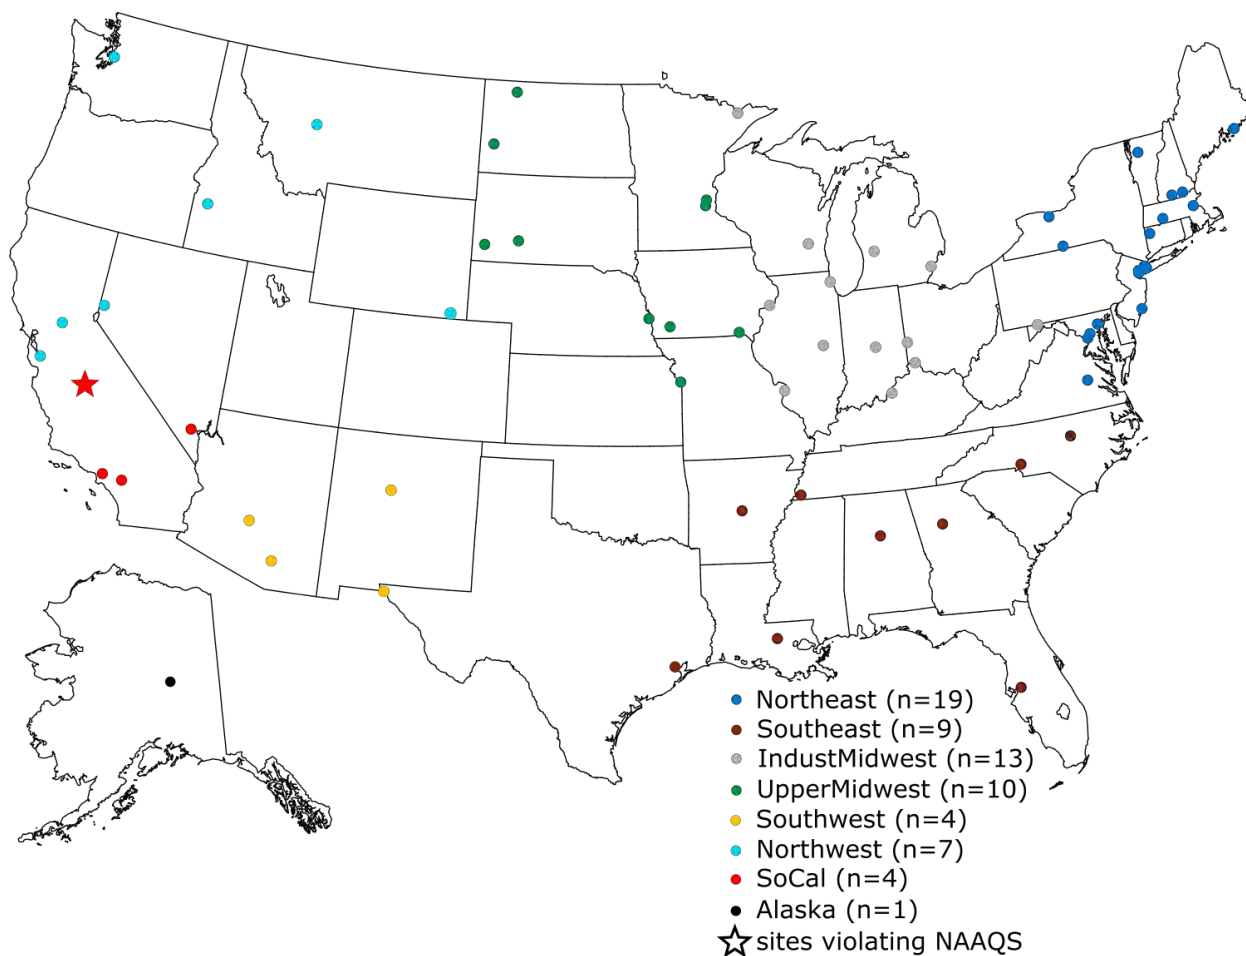 Northeast (n=19)
Southeast (n=9)
IndustMidwest (n=13)
UpperMidwest (n=10)
Southwest (n=4)
Northwest (n=7)
SoCal (n=4)
Alaska (n=1)
sites violating NAAQS